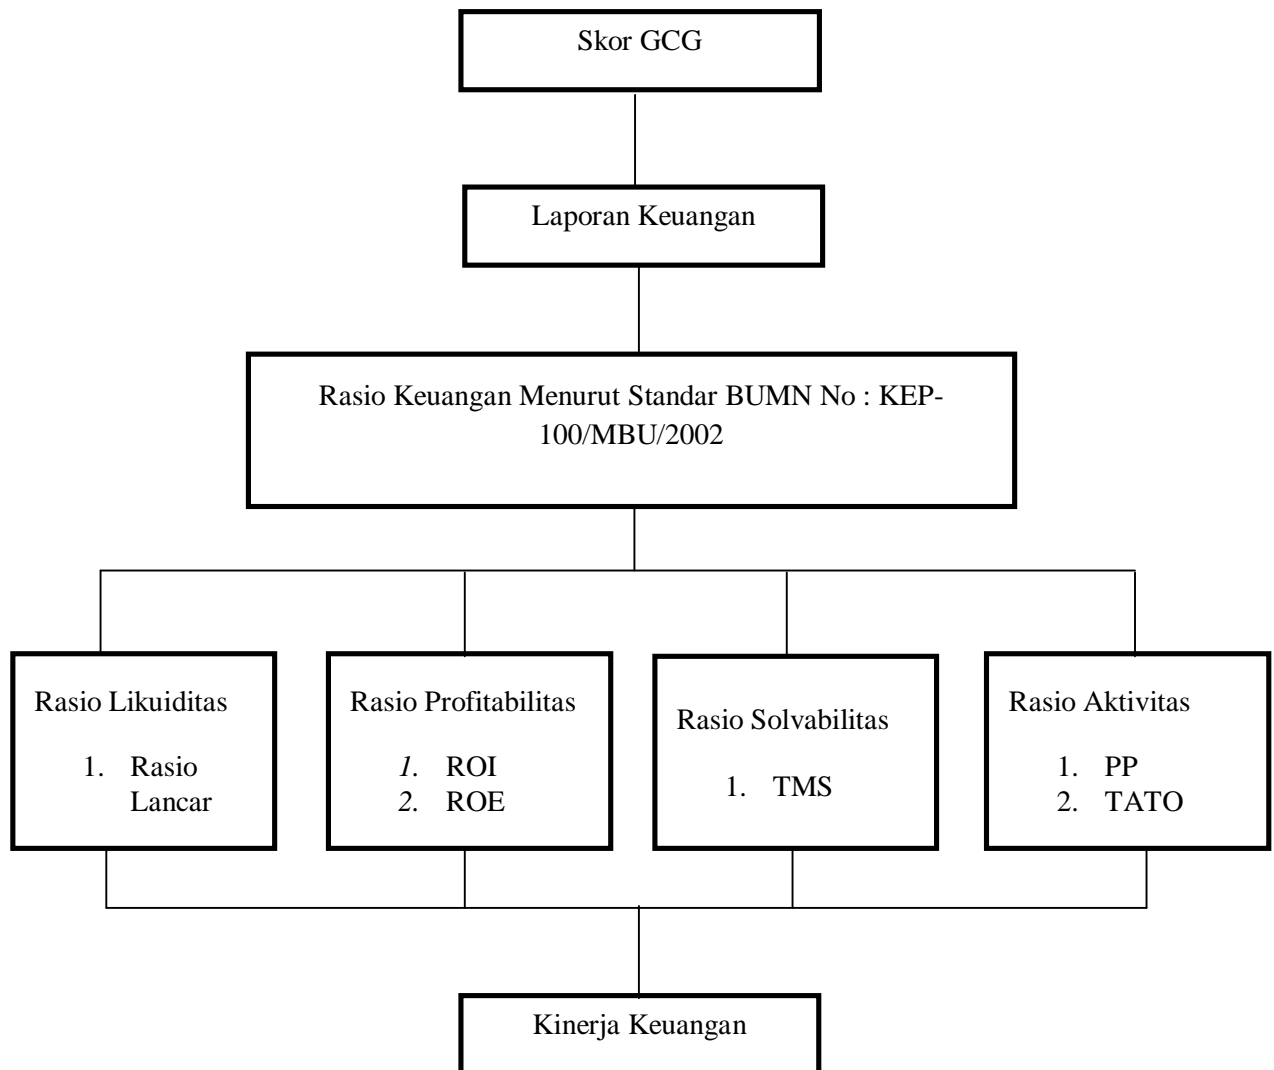 Skor GCG
Laporan Keuangan
Rasio Keuangan Menurut Standar BUMN No : KEP-
100/MBU/2002
Rasio Likuiditas
1. Rasio
Lancar
Rasio Profitabilitas
1. ROI
2. ROE
Rasio Solvabilitas
1. TMS
Rasio Aktivitas
1. PP
2. TATO
Kinerja Keuangan